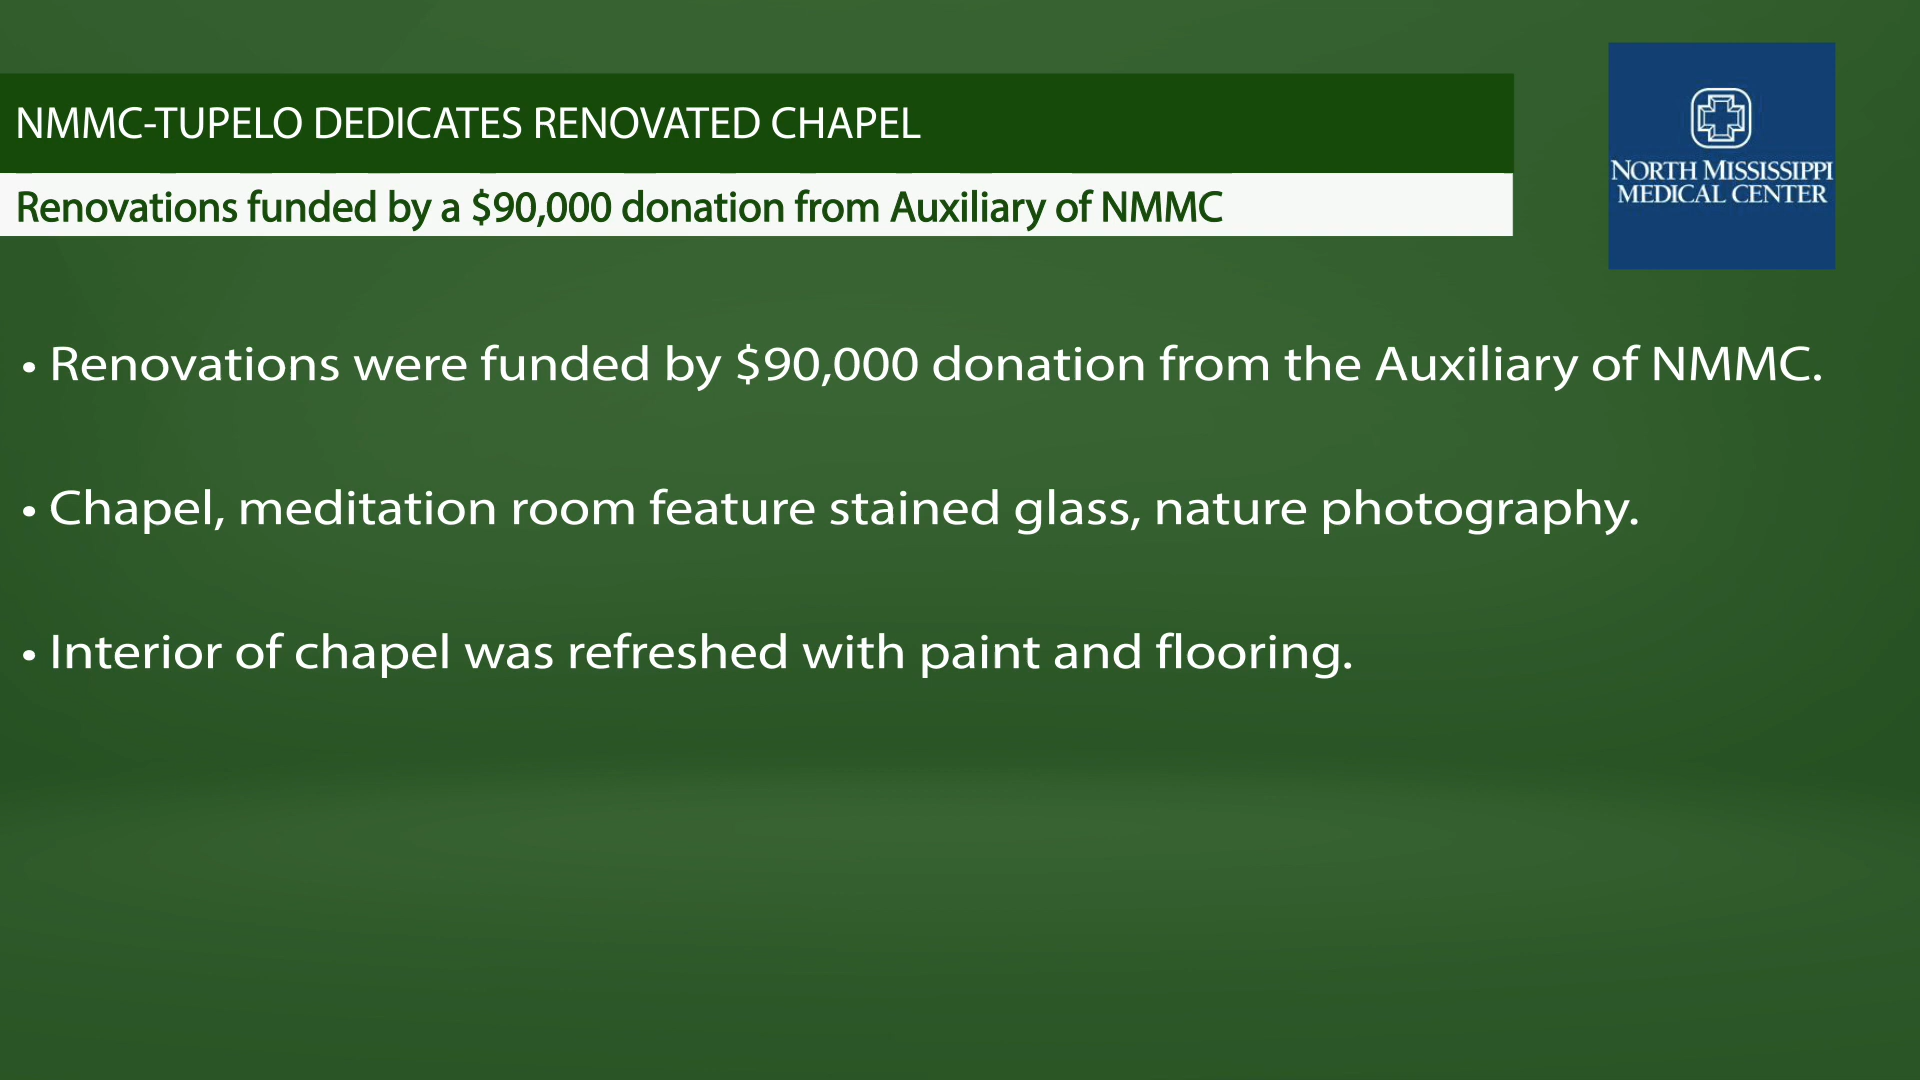 NMMC-TUPELO DEDICATES RENOVATED CHAPEL
Renovations funded by a $90,000 donation from Auxiliary of NMMC
NORTH MISSISSIPPI
MEDICAL CENTER
• Renovations were funded by $90,000 donation from the Auxiliary of NMMC.
• Chapel, meditation room feature stained glass, nature photography.
• Interior of chapel was refreshed with paint and flooring.